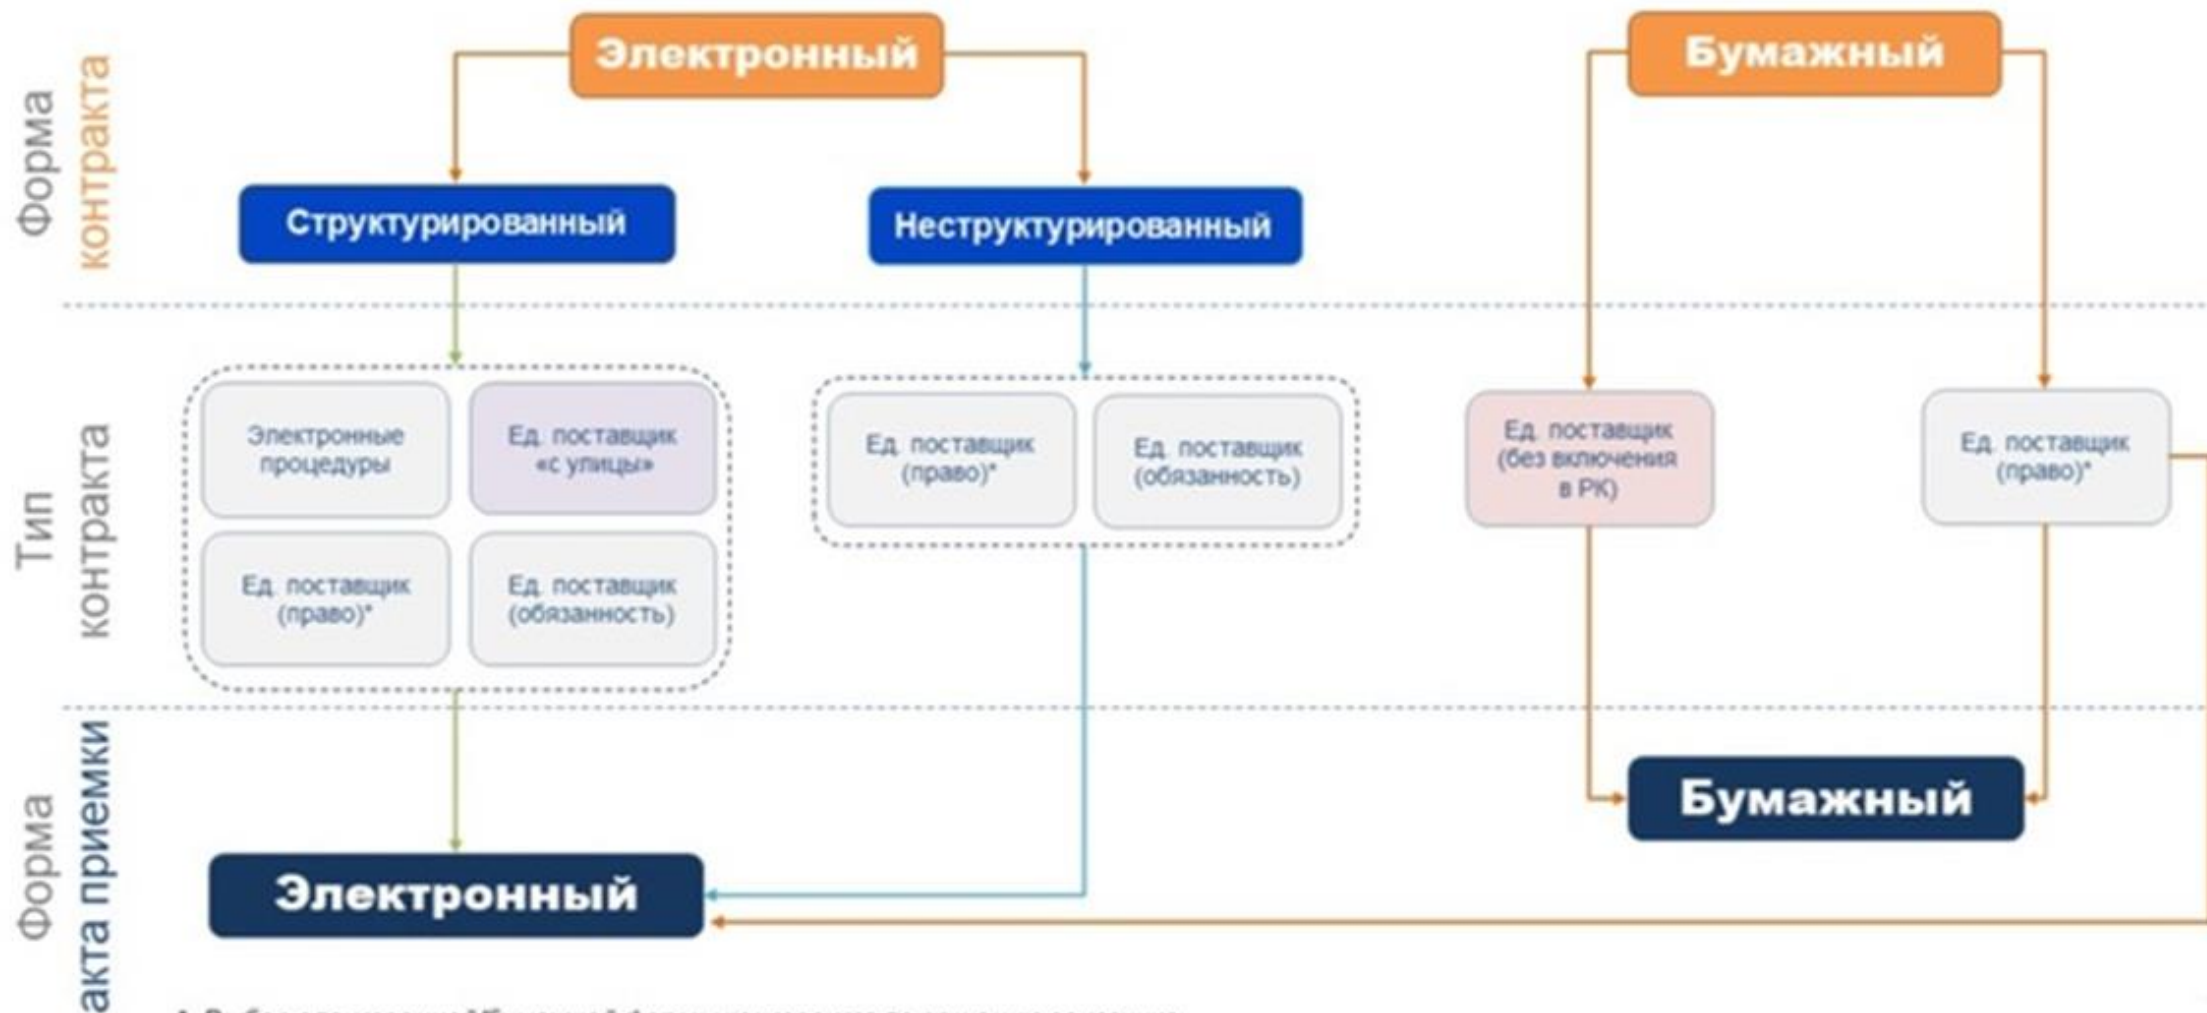 Форма
контракта
Электронный
Бумажный
Структурированный
Неструктурированный
Тип
контракта
Электронные
процедуры
Ед. поставщик
«с улицы»
Ед. поставщик
(право)*
Ед. поставщик
(обязанность)
Ед. поставщик
(право)*
Ед. поставщик
(обязанность)
Ед. поставщик
(без включения
в РК)
Ед. поставщик
(право)*
Форма
акта приемки
Бумажный
Электронный